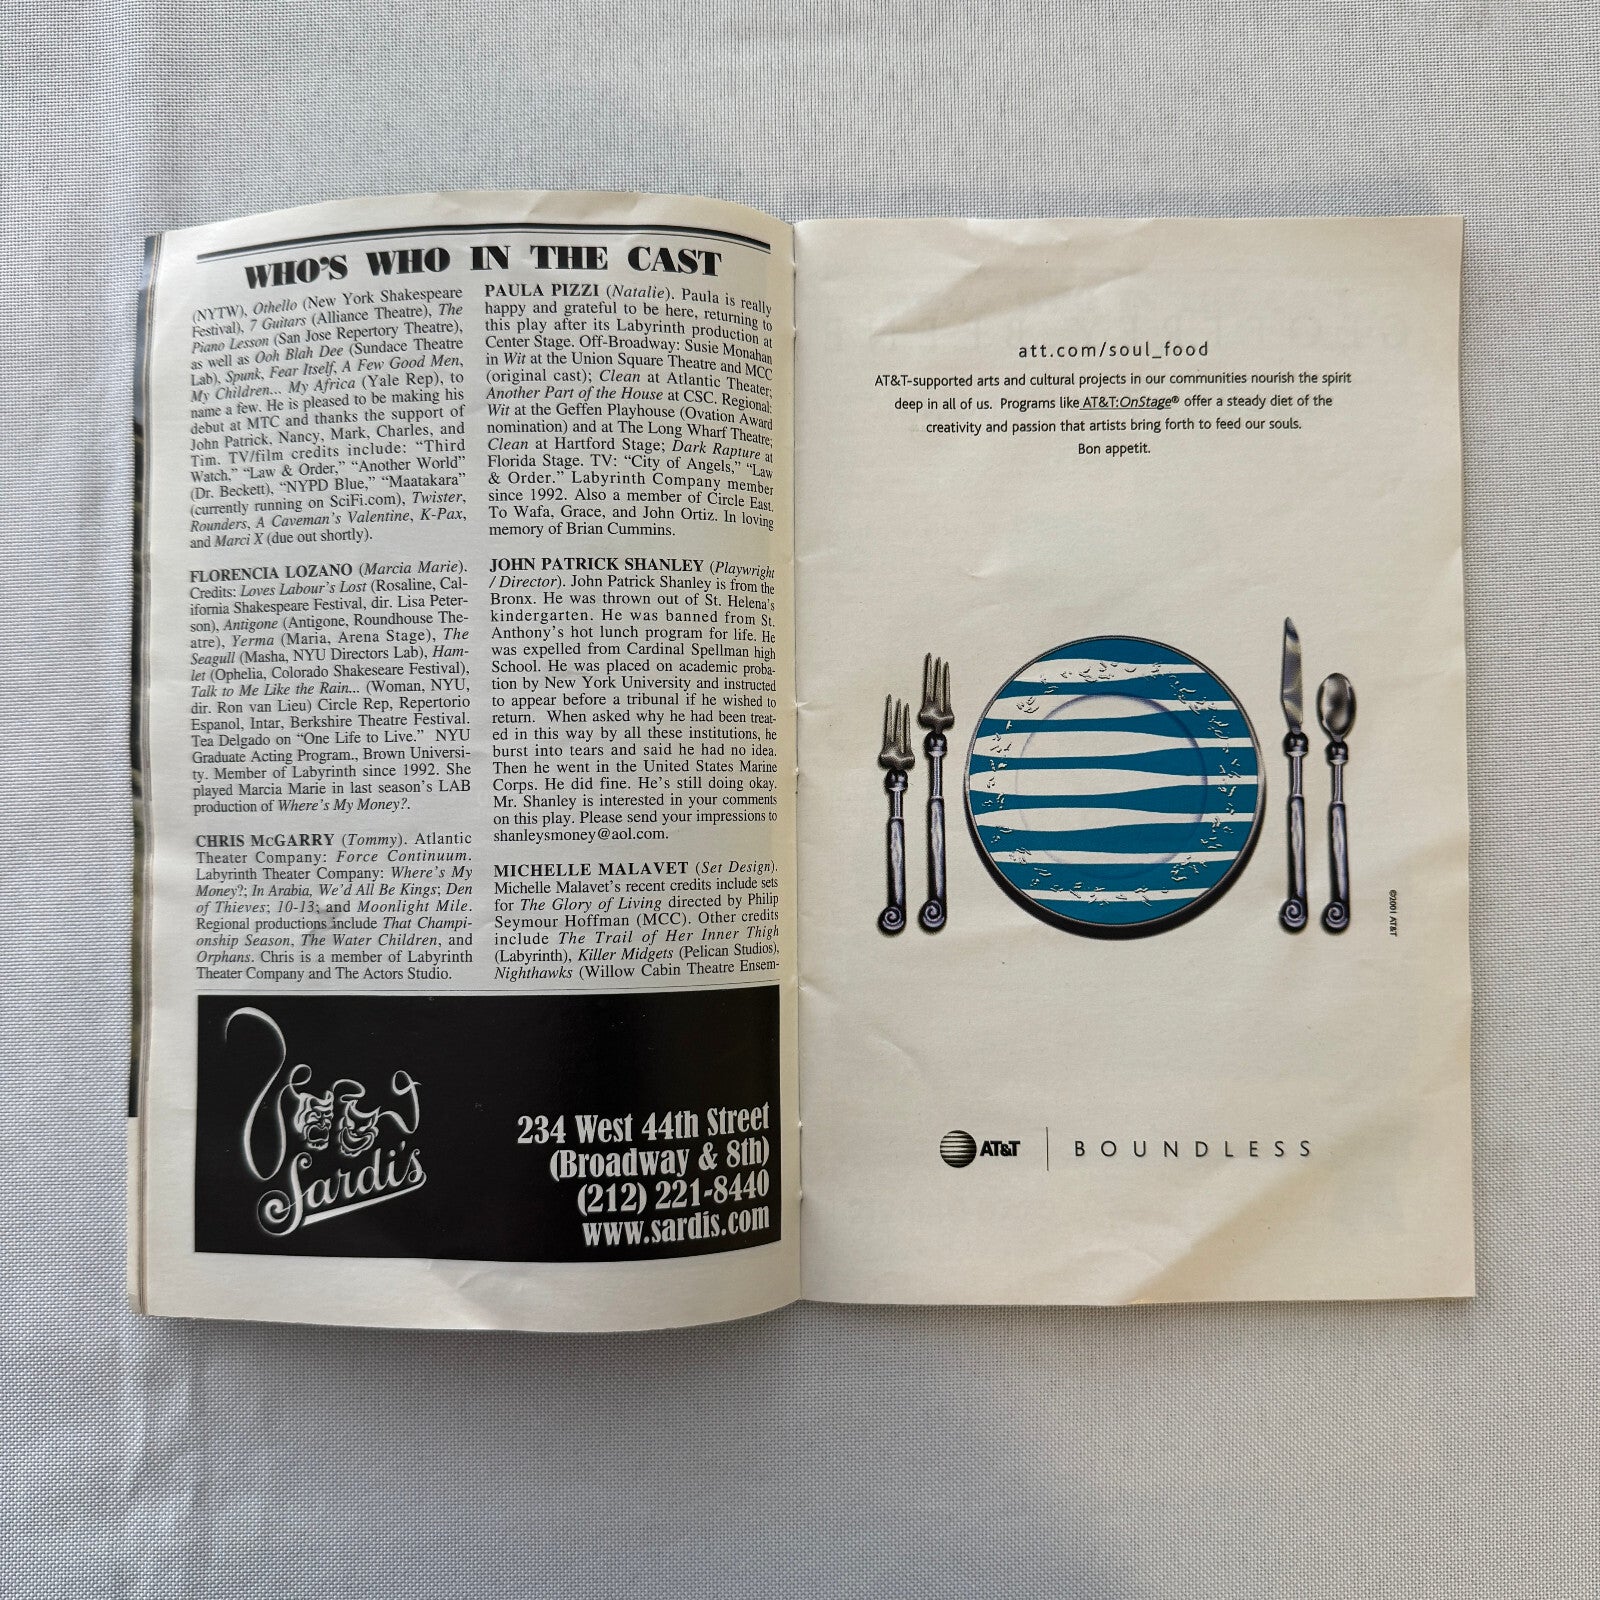 WHO'S WHO IN THE CAST
(NYTW), Othello (New York Shakespeare
Festival), 7 Guitars (Alliance Theatre), The
Piano Lesson (San Jose Repertory Theatre),
as well as Ooh Blah Dee (Sundace Theatre
Lab), Spunk, Fear Itself, A Few Good Men,
My Children... My Africa (Yale Rep), to
name a few. He is pleased to be making his
debut at MTC and thanks the support of
John Patrick, Nancy, Mark, Charles, and
Tim. TV/film credits include: “Third
Watch,” “Law & Order,” “Another World”
(Dr. Beckett), “NYPD Blue,” “Maatakara”
(currently running on SciFi.com), Twister,
Rounders, A Caveman's Valentine, K-Pax,
and Marci X (due out shortly).
FLORENCIA LOZANO (Marcia Marie).
Credits: Loves Labour's Lost (Rosaline, Cal-
ifornia Shakespeare Festival, dir. Lisa Peter-
son), Antigone (Antigone, Roundhouse The-
atre), Yerma (Maria, Arena Stage), The
Seagull (Masha, NYU Directors Lab), Ham-
let (Ophelia, Colorado Shakeseare Festival),
Talk to Me Like the Rain... (Woman, NYU,
dir. Ron van Lieu) Circle Rep, Repertorio
Espanol, Intar, Berkshire Theatre Festival.
Tea Delgado on “One Life to Live.” NYU
Graduate Acting Program., Brown Universi-
ty. Member of Labyrinth since 1992. She
played Marcia Marie in last season's LAB
production of Where's My Money?.
CHRIS McGARRY (Tommy). Atlantic
Theater Company: Force Continuum.
Labyrinth Theater Company: Where's My
Money?; In Arabia, We'd All Be Kings; Den
of Thieves; 10-13; and Moonlight Mile.
Regional productions include That Champi-
onship Season, The Water Children, and
Orphans. Chris is a member of Labyrinth
Theater Company and The Actors Studio.
PAULA PIZZI (Natalie). Paula is really
happy and grateful to be here, returning to
this play after its Labyrinth production at
Center Stage. Off-Broadway: Susie Monahan
in Wit at the Union Square Theatre and MCC
(original cast); Clean at Atlantic Theater;
Another Part of the House at CSC. Regional:
Wit at the Geffen Playhouse (Ovation Award
nomination) and at The Long Wharf Theatre;
Clean at Hartford Stage; Dark Rapture at
Florida Stage. TV: “City of Angels,” “Law
& Order.” Labyrinth Company member
since 1992. Also a member of Circle East.
To Wafa, Grace, and John Ortiz. In loving
memory of Brian Cummins.
JOHN PATRICK SHANLEY (Playwright
/ Director). John Patrick Shanley is from the
Bronx. He was thrown out of St. Helena's
kindergarten. He was banned from St.
Anthony's hot lunch program for life. He
was expelled from Cardinal Spellman high
School. He was placed on academic proba-
tion by New York University and instructed
to appear before a tribunal if he wished to
return. When asked why he had been treat-
ed in this way by all these institutions, he
burst into tears and said he had no idea.
Then he went in the United States Marine
Corps. He did fine. He's still doing okay.
Mr. Shanley is interested in your comments
on this play. Please send your impressions to
shanleysmoney@aol.com.
MICHELLE MALAVET (Set Design).
Michelle Malavet's recent credits include sets
for The Glory of Living directed by Philip
Seymour Hoffman (MCC). Other credits
include The Trail of Her Inner Thigh
(Labyrinth), Killer Midgets (Pelican Studios),
Nighthawks (Willow Cabin Theatre Ensem-
Sardi's
234 West 44th Street
(Broadway & 8th)
(212) 221-8440
www.sardis.com
att.com/soul_food
AT&T-supported arts and cultural projects in our communities nourish the spirit
deep in all of us. Programs like AT&T:OnStage® offer a steady diet of the
creativity and passion that artists bring forth to feed our souls.
Bon appetit.
©2001 AT&T
AT&T | BOUNDLESS